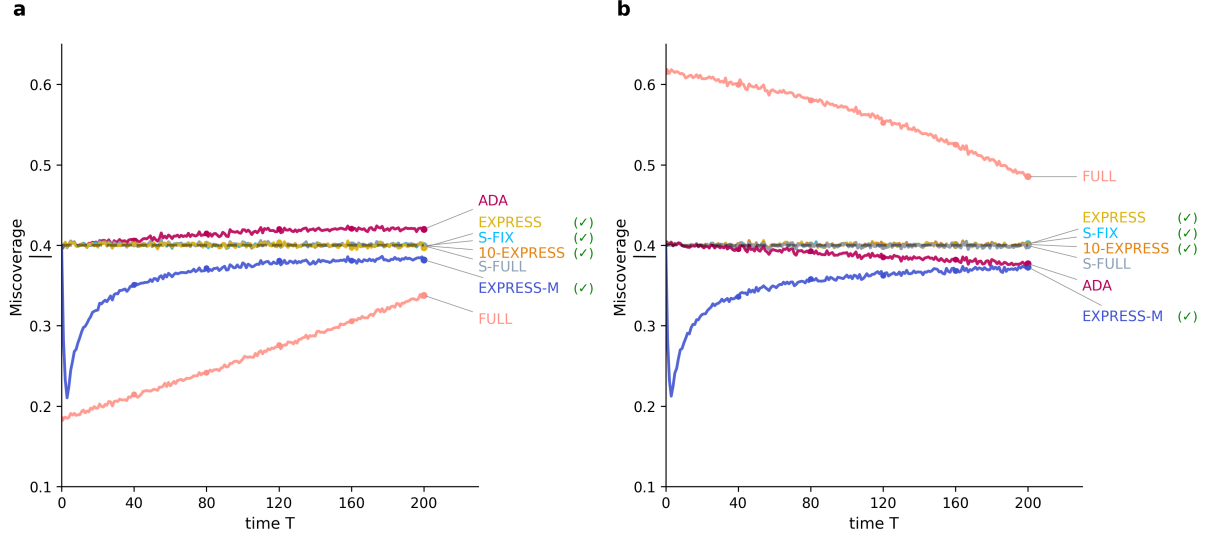 a
0.6
0.5
0.4
0.3
0.2
0.1
Miscoverage
0
40
80
120
160
200
time T
ADA
EXPRESS (✓)
S-FIX (✓)
10-EXPRESS (✓)
S-FULL
EXPRESS-M (✓)
FULL
b
0.6
0.5
0.4
0.3
0.2
0.1
Miscoverage
0
40
80
120
160
200
time T
FULL
EXPRESS (✓)
S-FIX (✓)
10-EXPRESS (✓)
S-FULL
ADA
EXPRESS-M (✓)